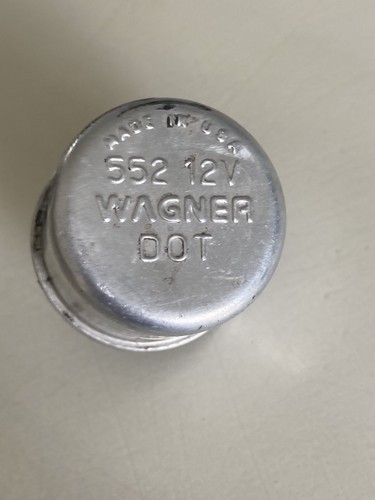 MADE IN U.S.A
552 12V
WAGNER
DOT